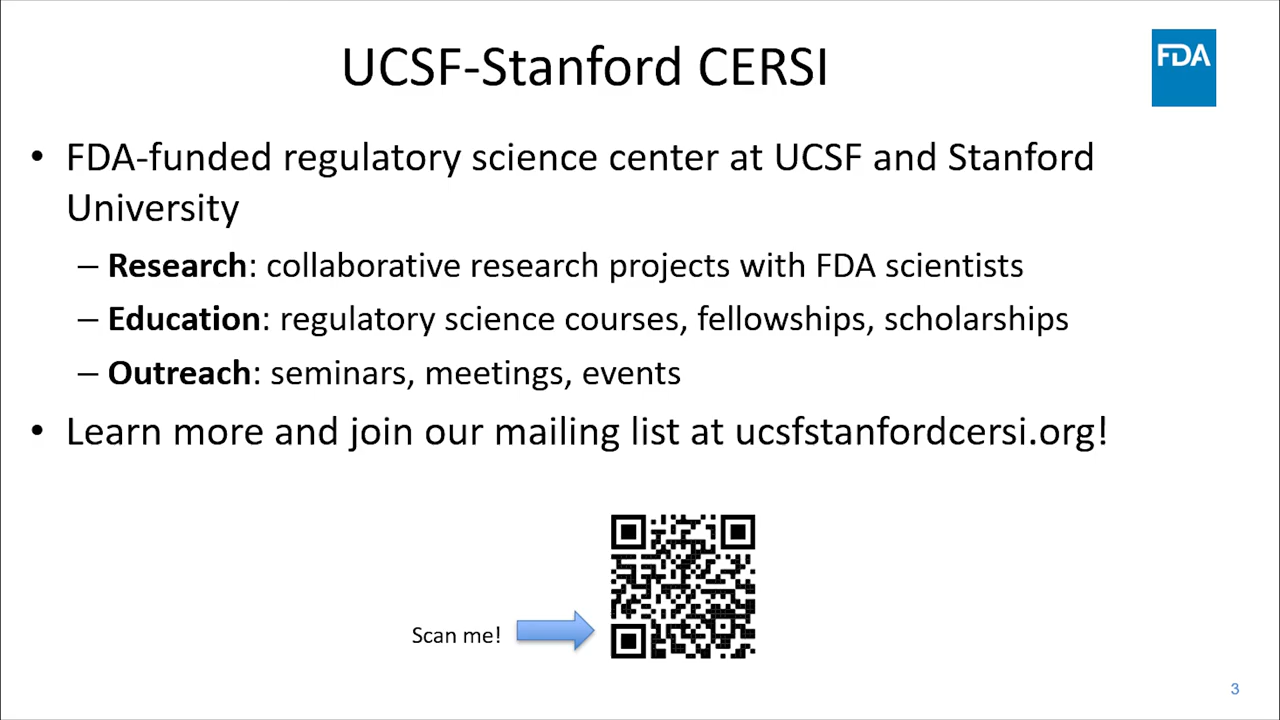 UCSF-Stanford CERSI
FDA
• FDA-funded regulatory science center at UCSF and Stanford
University
– Research: collaborative research projects with FDA scientists
– Education: regulatory science courses, fellowships, scholarships
– Outreach: seminars, meetings, events
• Learn more and join our mailing list at ucsfstanfordcersi.org!
Scan me!
3